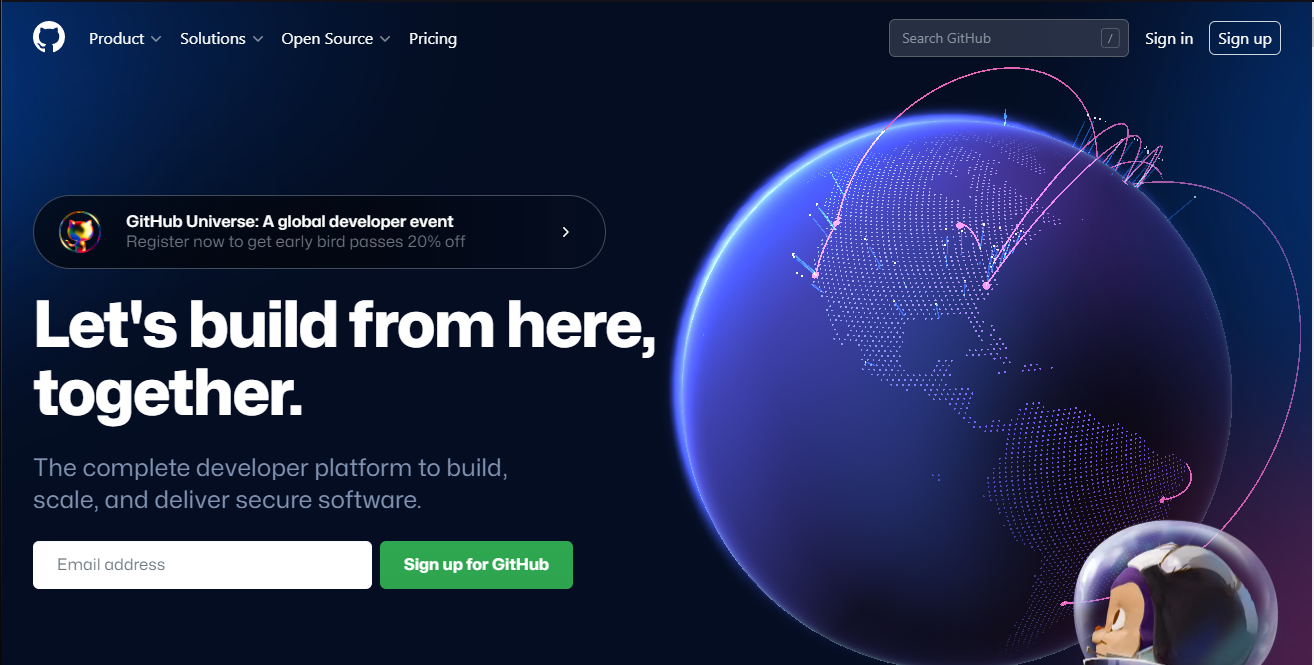 Product
Solutions
Open Source
Pricing
Search GitHub
/
Sign in
Sign up
GitHub Universe: A global developer event
Register now to get early bird passes 20% off
Let's build from here,
together.
The complete developer platform to build,
scale, and deliver secure software.
Email address
Sign up for GitHub